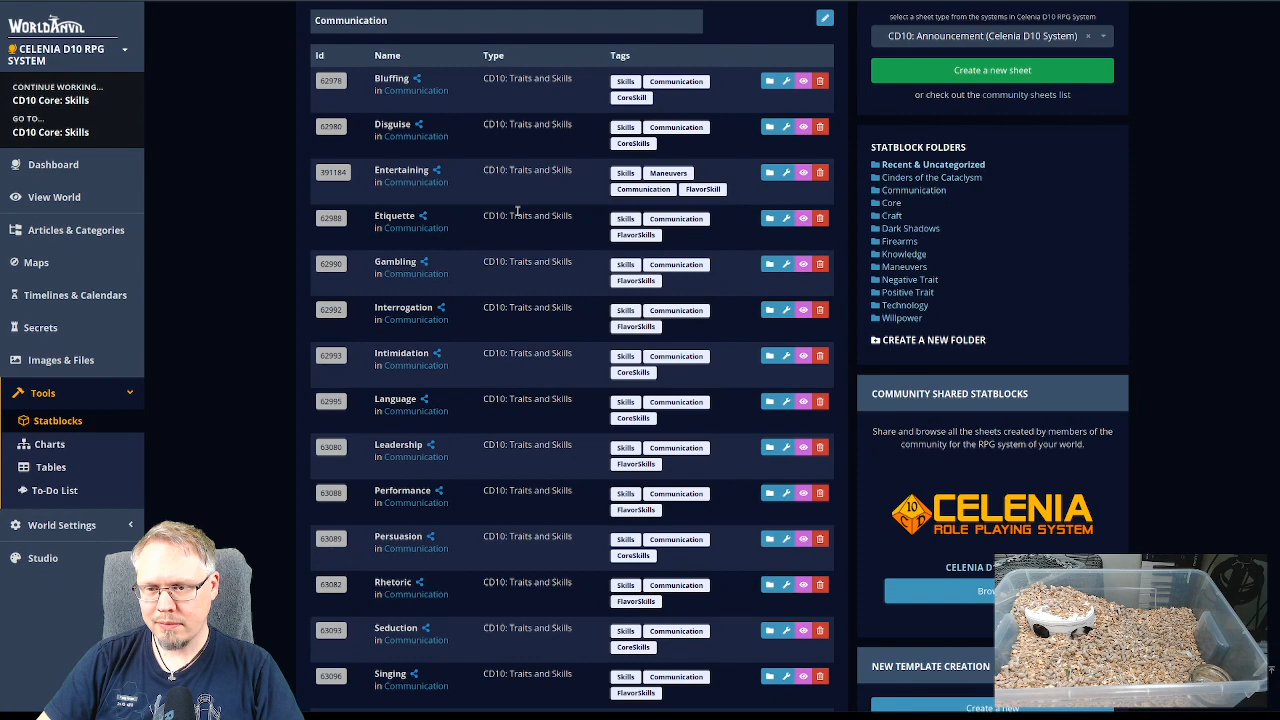 WORLDANVIL
CELENIA D10 RPG
SYSTEM
CONTINUE WORKING ON...
CD10 Core: Skills
GO TO...
CD10 Core: Skills
Dashboard
View World
Articles & Catego
Maps
Timelines & Calendars
Secrets
Images & Files
Tools
Statblocks
Charts
Tables
To-Do List
World Settings
Studio
Communication
Id Name Type Tags
62978 Bluffing CD10: Traits and Skills Skills Communication
in Communication CoreSkill
62980 Disguise CD10: Traits and Skills Skills Communication
in Communication CoreSkills
391184 Entertaining CD10: Traits and Skills Skills Maneuvers
in Communication Communication FlavorSkill
62988 Etiquette CD10: Traits and Skills Skills Communication
in Communication FlavorSkills
62990 Gambling CD10: Traits and Skills Skills Communication
in Communication FlavorSkills
62992 Interrogation CD10: Traits and Skills Skills Communication
in Communication FlavorSkills
62993 Intimidation CD10: Traits and Skills Skills Communication
in Communication CoreSkills
62995 Language CD10: Traits and Skills Skills Communication
in Communication CoreSkills
63080 Leadership CD10: Traits and Skills Skills Communication
in Communication FlavorSkills
63088 Performance CD10: Traits and Skills Skills Communication
in Communication FlavorSkills
63089 Persuasion CD10: Traits and Skills Skills Communication
in Communication CoreSkills
63082 Rhetoric CD10: Traits and Skills Skills Communication
in Communication FlavorSkills
63093 Seduction CD10: Traits and Skills Skills Communication
in Communication CoreSkills
63096 Singing CD10: Traits and Skills Skills Communication
in Communication FlavorSkills
select a sheet type from the systems in Celenia D10 RPG System
CD10: Announcement (Celenia D10 System) ×
Create a new sheet
or check out the community sheets list
STATBLOCK FOLDERS
Recent & Uncategorized
Cinders of the Cataclysm
Communication
Core
Craft
Dark Shadows
Firearms
Knowledge
Maneuvers
Negative Trait
Positive Trait
Technology
Willpower
CREATE A NEW FOLDER
COMMUNITY SHARED STATBLOCKS
Share and browse all the sheets created by members of the
community for the RPG system of your world.
10
CD
CELENIA
ROLE PLAYING SYSTEM
CELENIA D
Brow
NEW TEMPLATE CREATION
Create a new